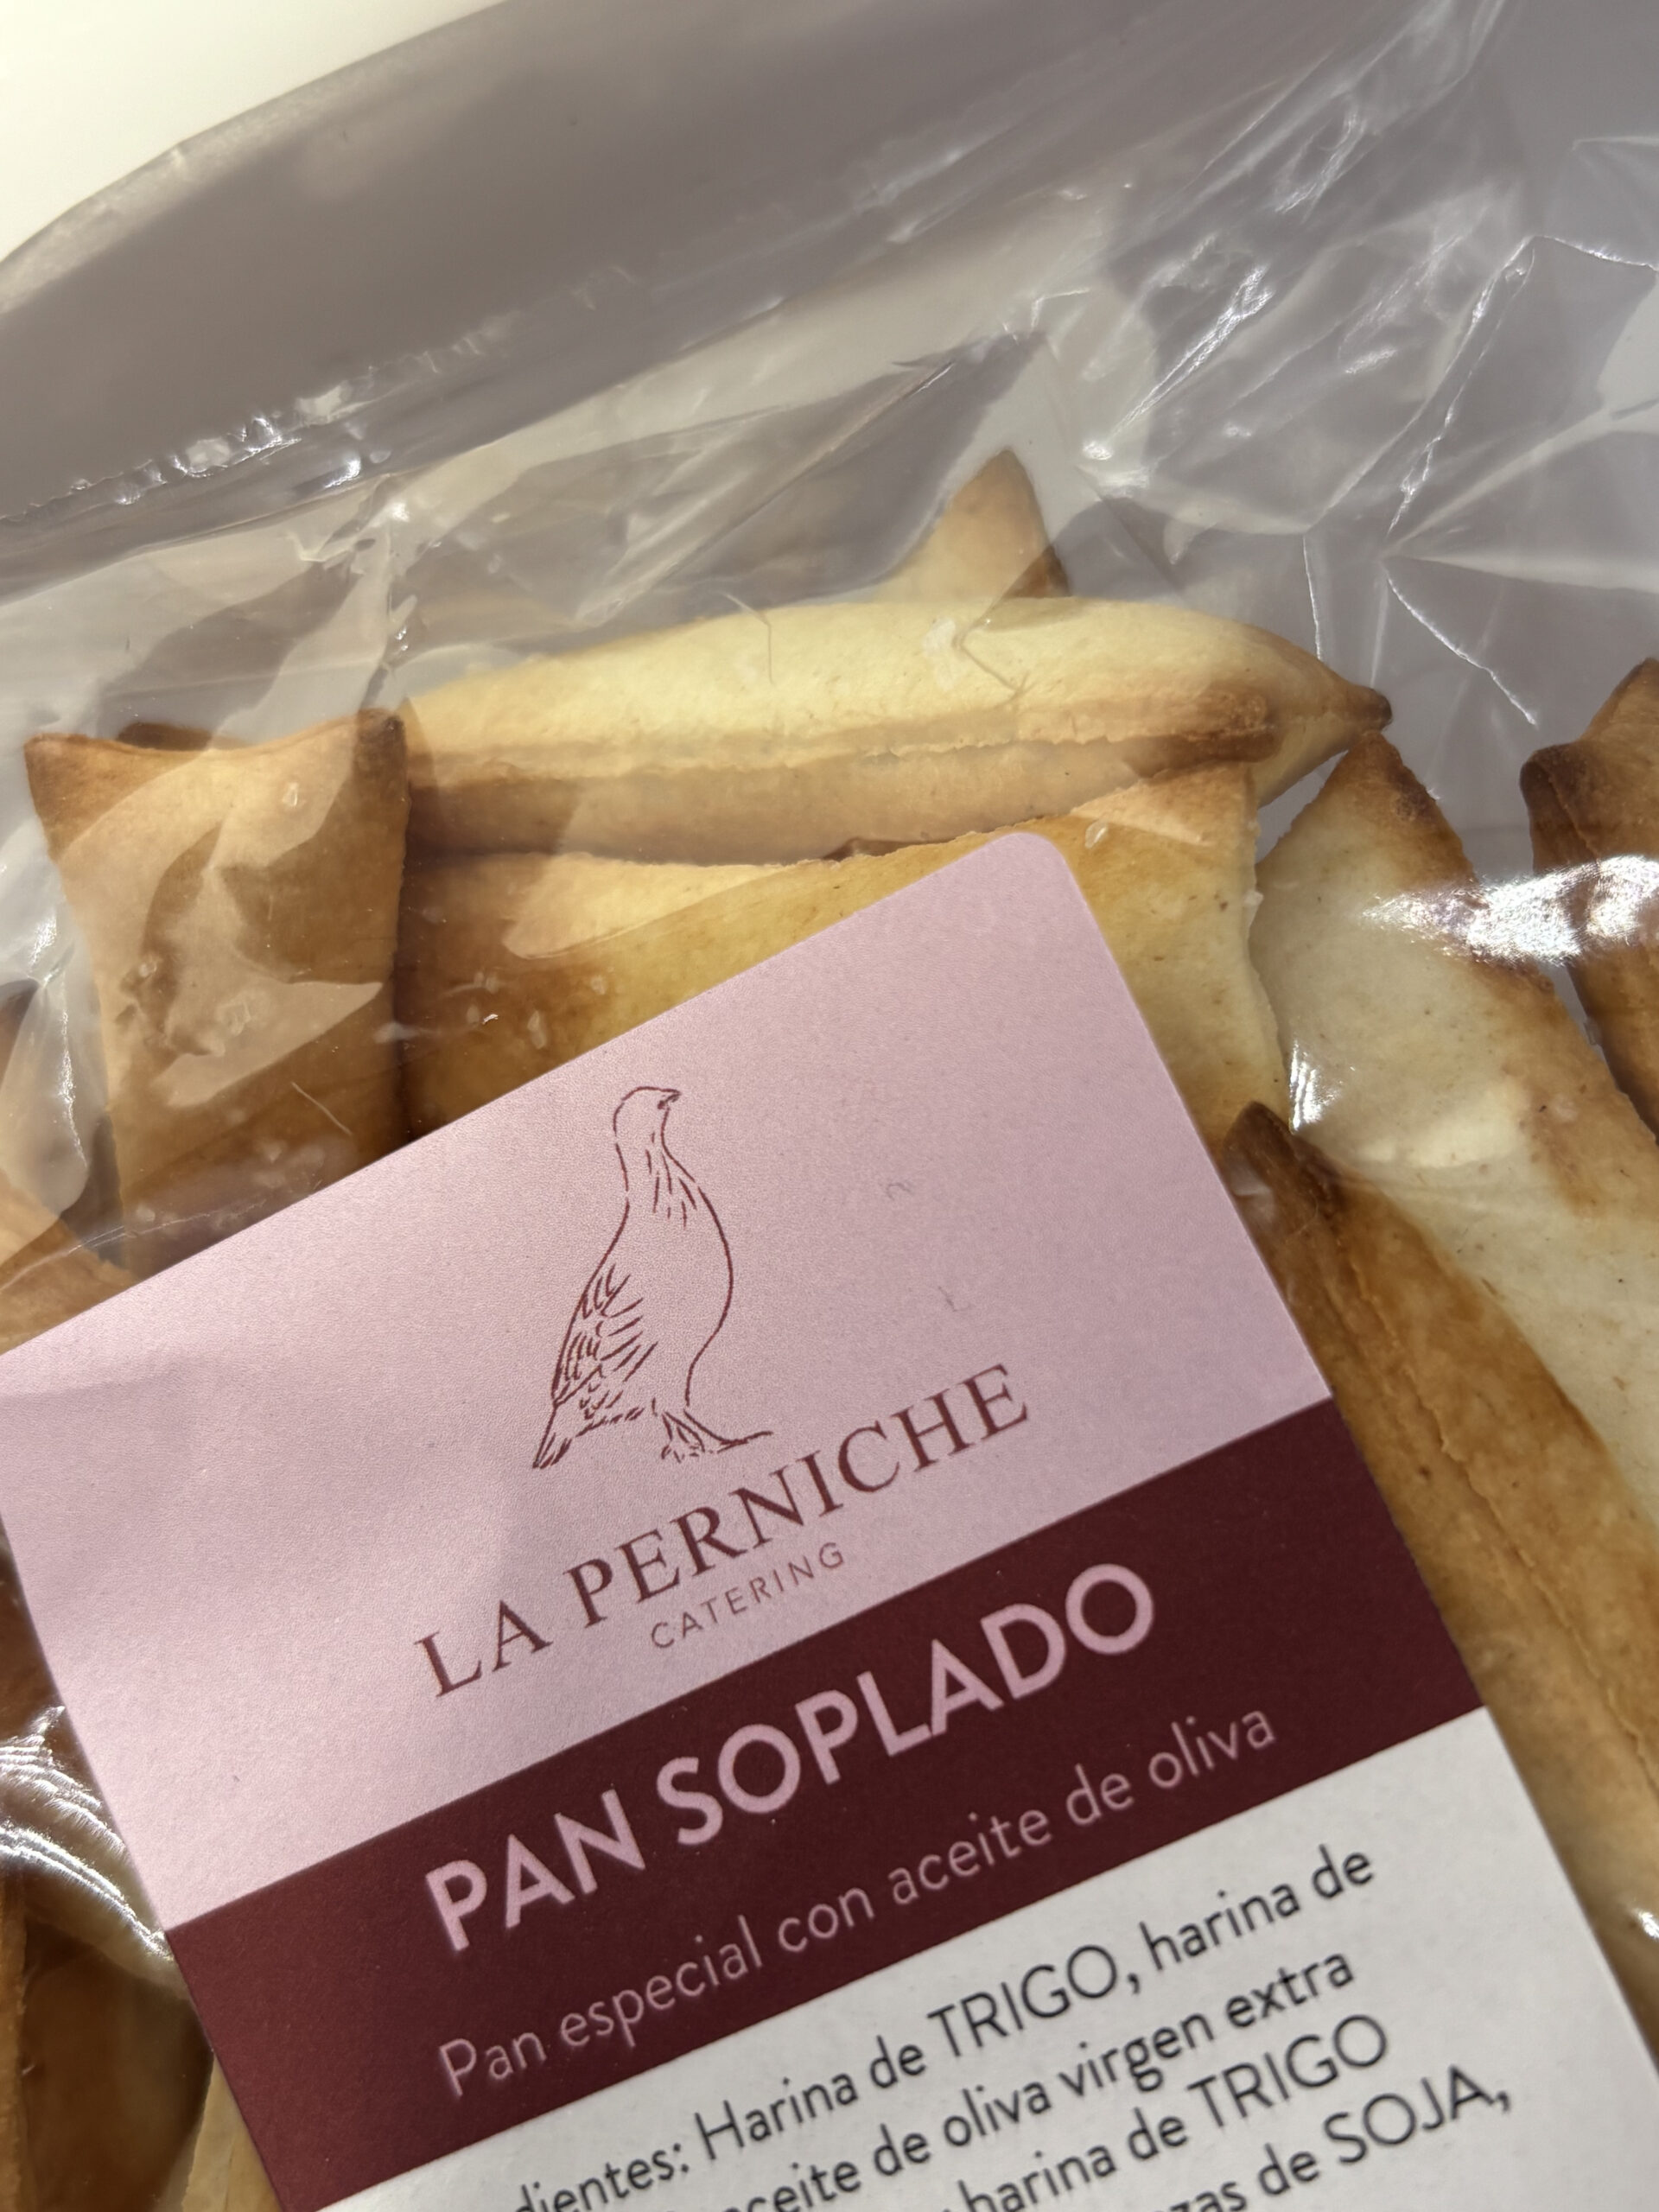 LA PERNICHE
CATERING
PAN SOPLADO
Pan especial con aceite de oliva
Harina de TRIGO, harina de
aceite de oliva virgen extra
harina de TRIGO
de SOJA,